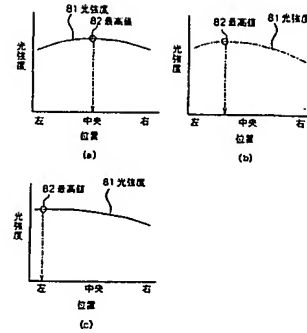 81 光強度
82 最高値
光強度
左 中央 右
位置
(a)
82 最高値
81 光強度
光強度
左 中央 右
位置
(b)
82 最高値
81 光強度
光強度
左 中央 右
位置
(c)